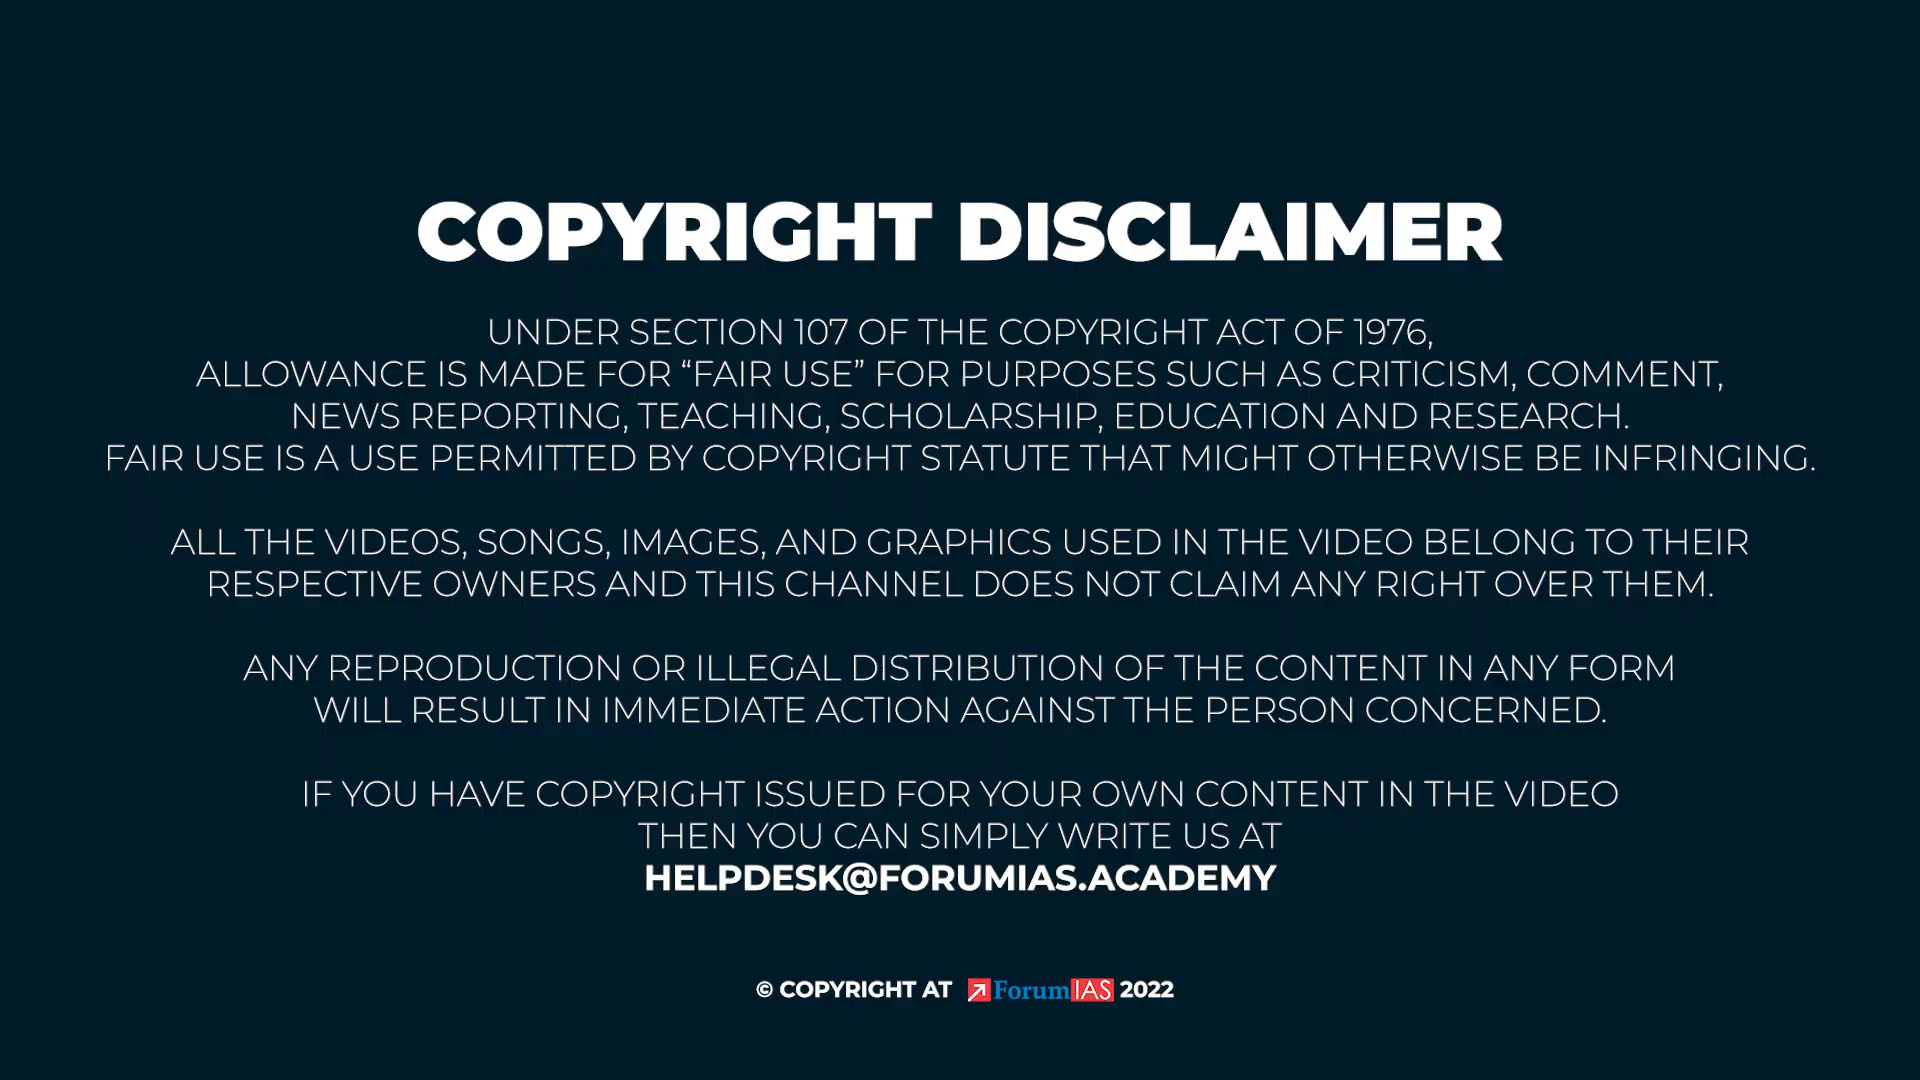 COPYRIGHT DISCLAIMER
UNDER SECTION 107 OF THE COPYRIGHT ACT OF 1976,
ALLOWANCE IS MADE FOR “FAIR USE” FOR PURPOSES SUCH AS CRITICISM, COMMENT,
NEWS REPORTING, TEACHING, SCHOLARSHIP, EDUCATION AND RESEARCH.
FAIR USE IS A USE PERMITTED BY COPYRIGHT STATUTE THAT MIGHT OTHERWISE BE INFRINGING.
ALL THE VIDEOS, SONGS, IMAGES, AND GRAPHICS USED IN THE VIDEO BELONG TO THEIR
RESPECTIVE OWNERS AND THIS CHANNEL DOES NOT CLAIM ANY RIGHT OVER THEM.
ANY REPRODUCTION OR ILLEGAL DISTRIBUTION OF THE CONTENT IN ANY FORM
WILL RESULT IN IMMEDIATE ACTION AGAINST THE PERSON CONCERNED.
IF YOU HAVE COPYRIGHT ISSUED FOR YOUR OWN CONTENT IN THE VIDEO
THEN YOU CAN SIMPLY WRITE US AT
HELPDESK@FORUMIAS.ACADEMY
© COPYRIGHT AT ForumIAS 2022